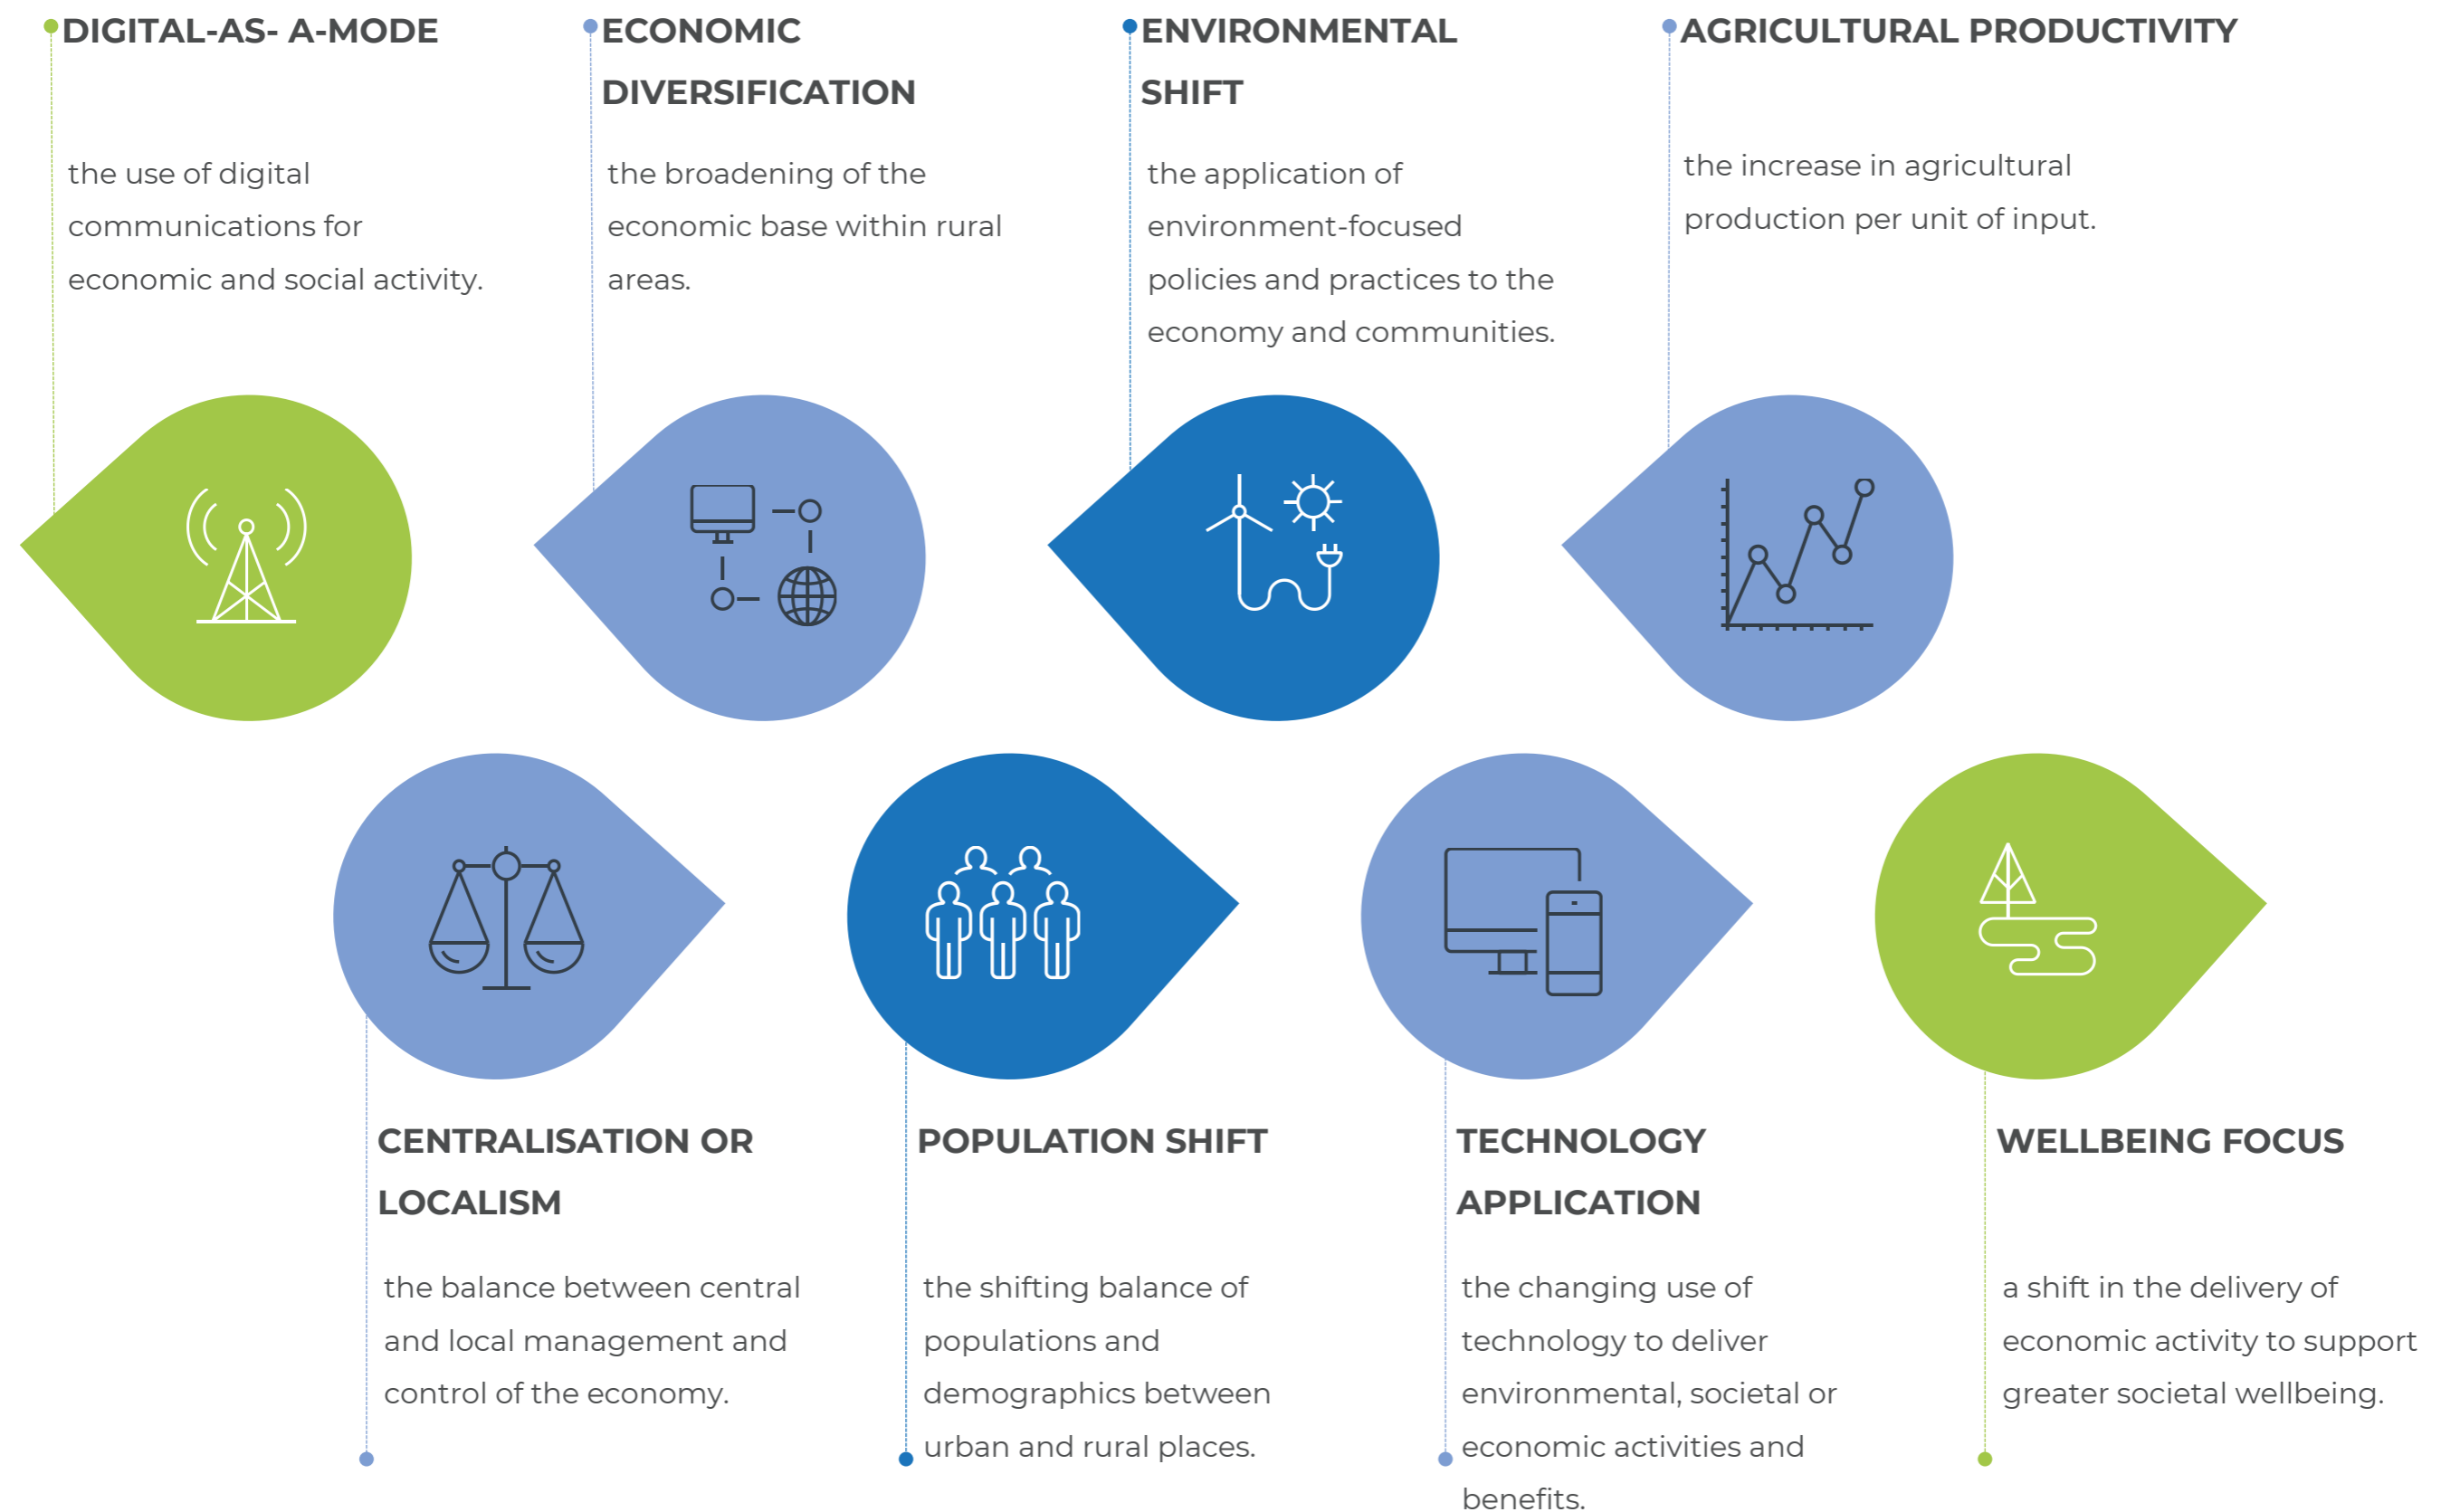 DIGITAL-AS- A-MODE
the use of digital
communications for
economic and social activity.
ECONOMIC
DIVERSIFICATION
the broadening of the
economic base within rural
areas.
ENVIRONMENTAL
SHIFT
the application of
environment-focused
policies and practices to the
economy and communities.
AGRICULTURAL PRODUCTIVITY
the increase in agricultural
production per unit of input.
CENTRALISATION OR
LOCALISM
the balance between central
and local management and
control of the economy.
POPULATION SHIFT
the shifting balance of
populations and
demographics between
urban and rural places.
TECHNOLOGY
APPLICATION
the changing use of
technology to deliver
environmental, societal or
economic activities and
benefits.
WELLBEING FOCUS
a shift in the delivery of
economic activity to support
greater societal wellbeing.